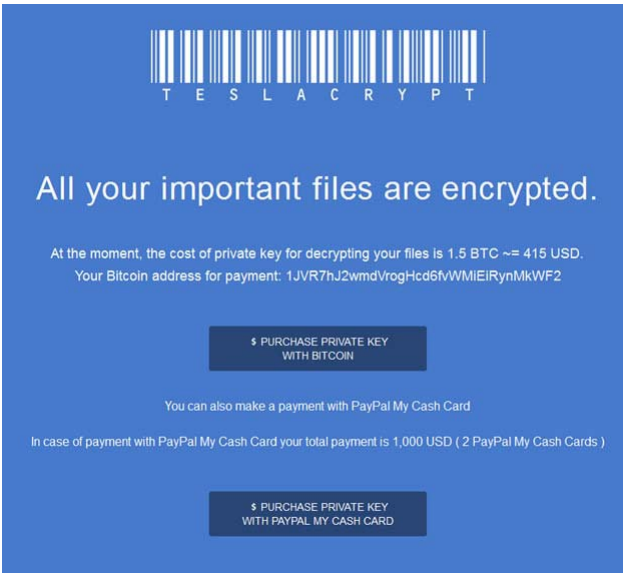 TESLACRYPT
All your important files are encrypted.
At the moment, the cost of private key for decrypting your files is 1.5 BTC ~= 415 USD.
Your Bitcoin address for payment: 1JVR7hJ2wmdVrogHcd6fvWMiEiRynMkWF2
$ PURCHASE PRIVATE KEY
WITH BITCOIN
You can also make a payment with PayPal My Cash Card
In case of payment with PayPal My Cash Card your total payment is 1,000 USD ( 2 PayPal My Cash Cards )
$ PURCHASE PRIVATE KEY
WITH PAYPAL MY CASH CARD